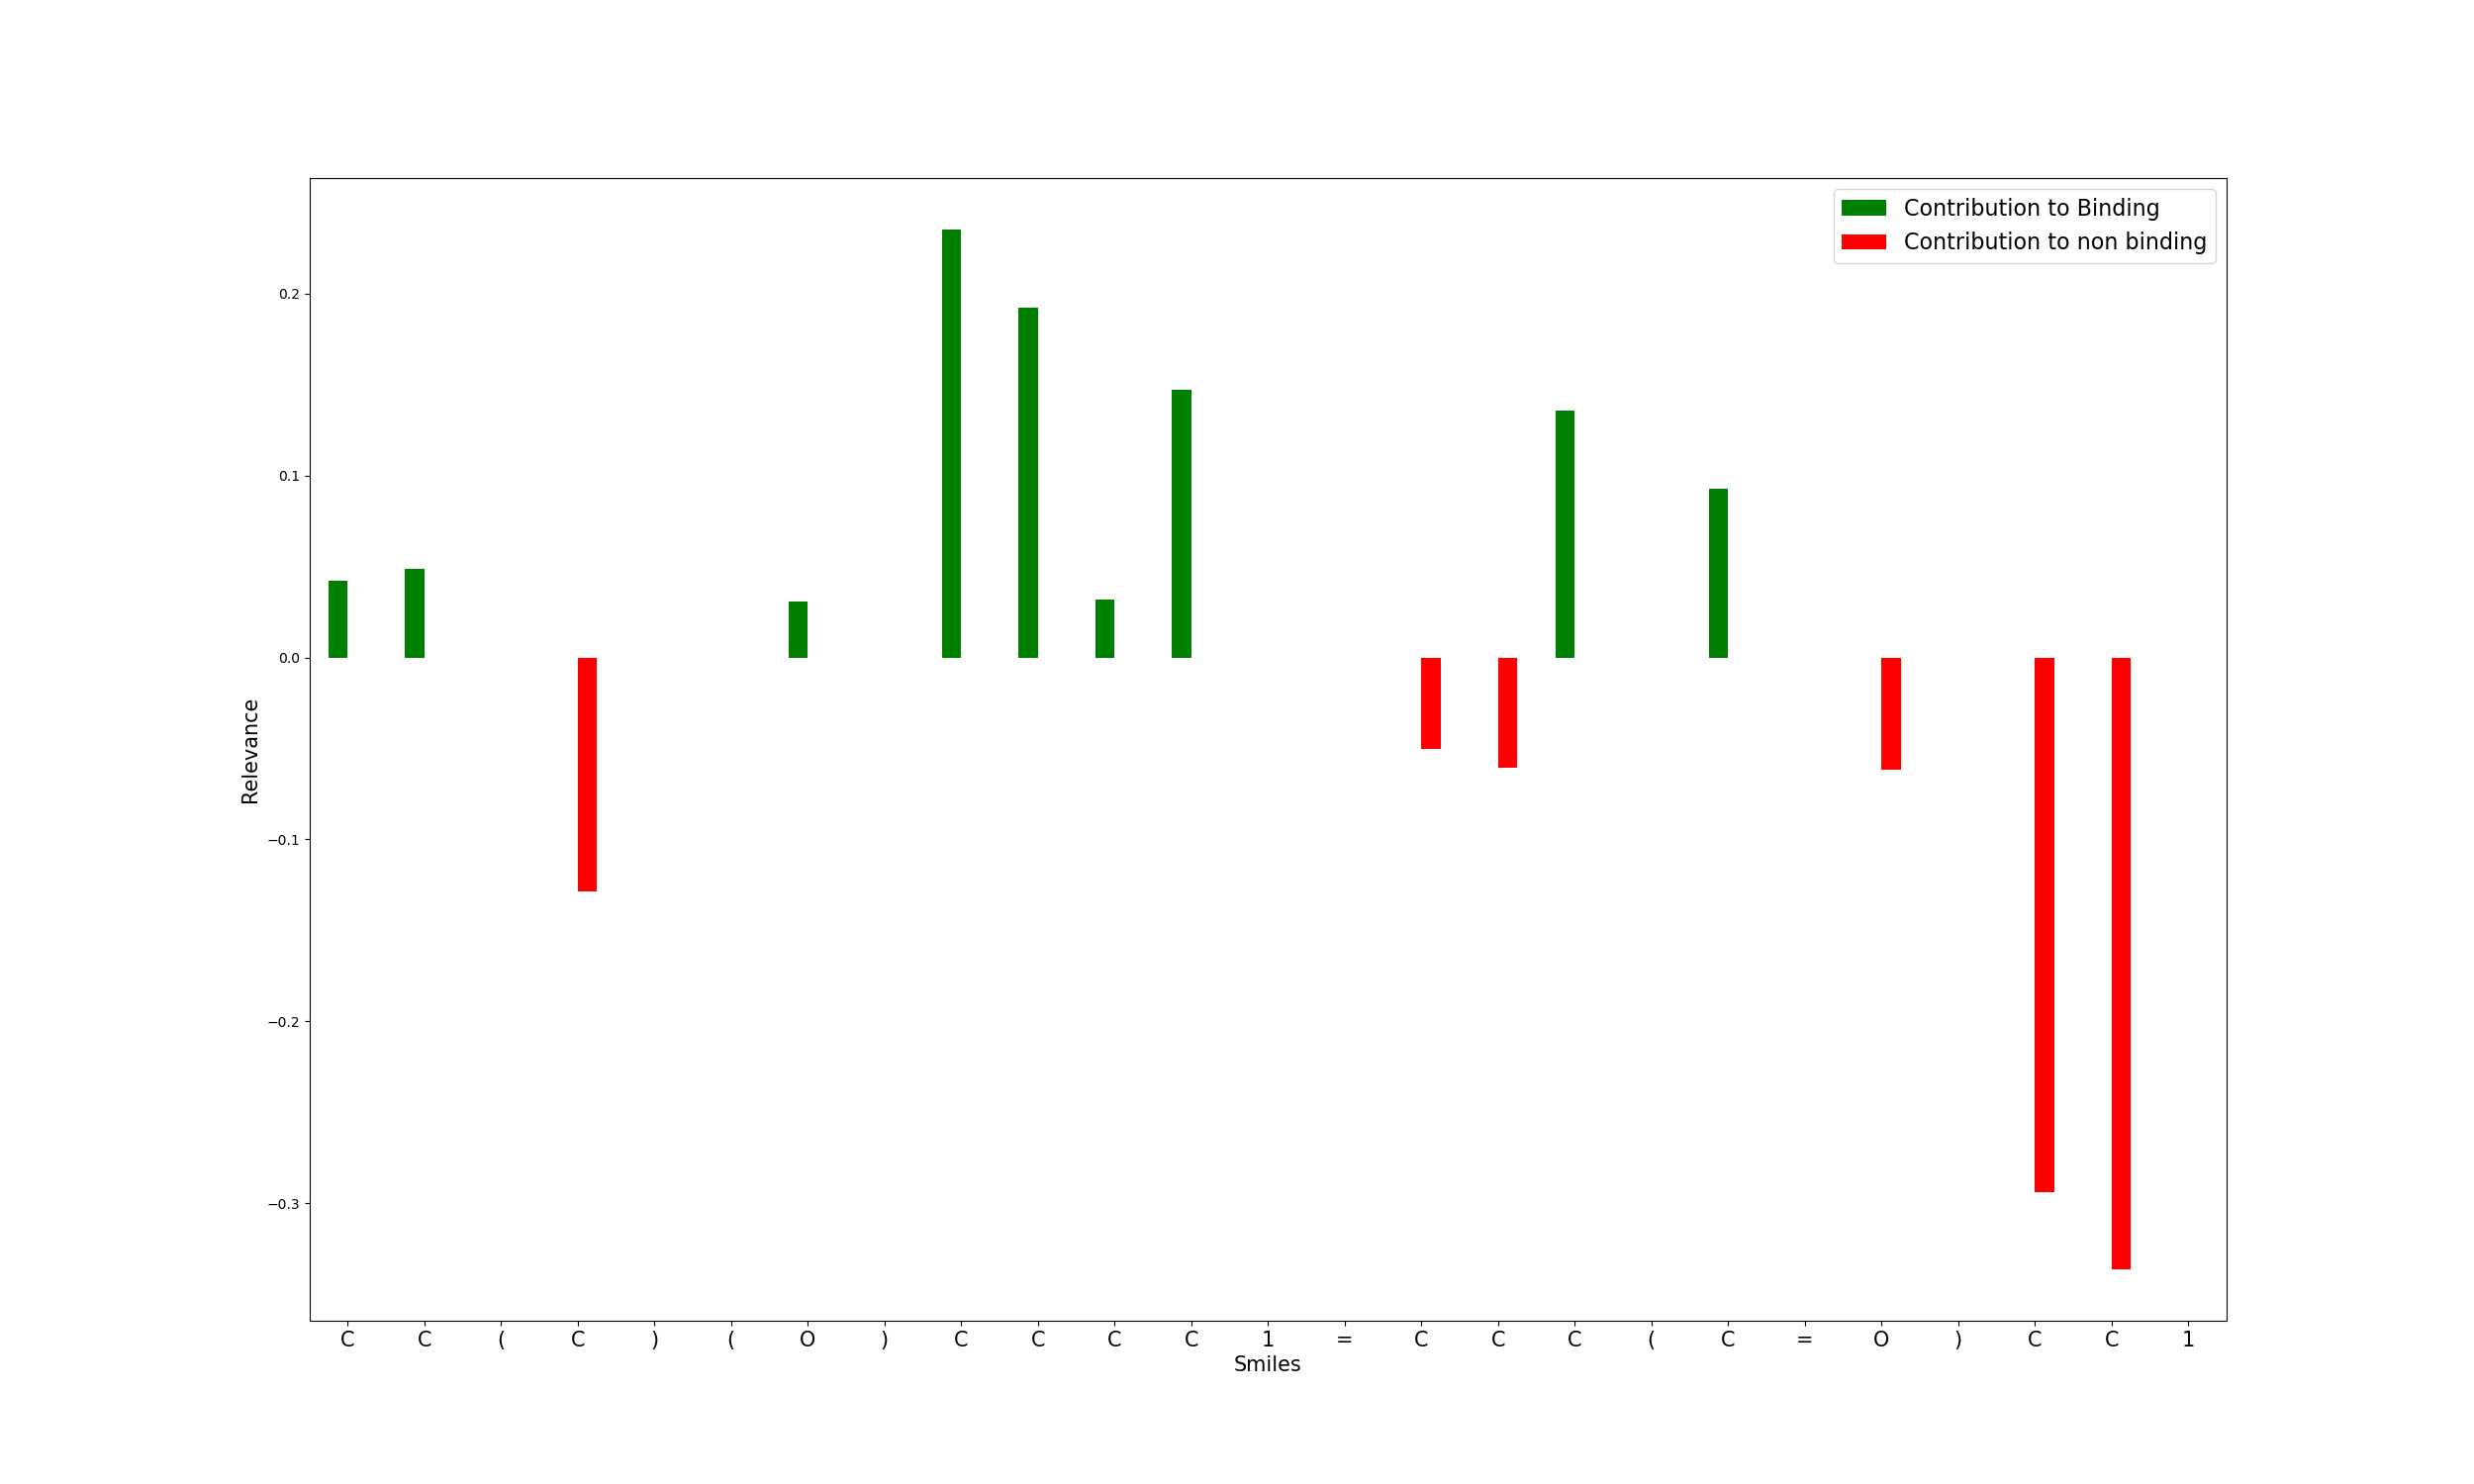 Contribution to Binding
Contribution to non binding
0.2
0.1
0.0
−0.1
−0.2
−0.3
Relevance
C C ( C ) ( O ) C C C C 1 = C C C ( C = O ) C C 1
Smiles